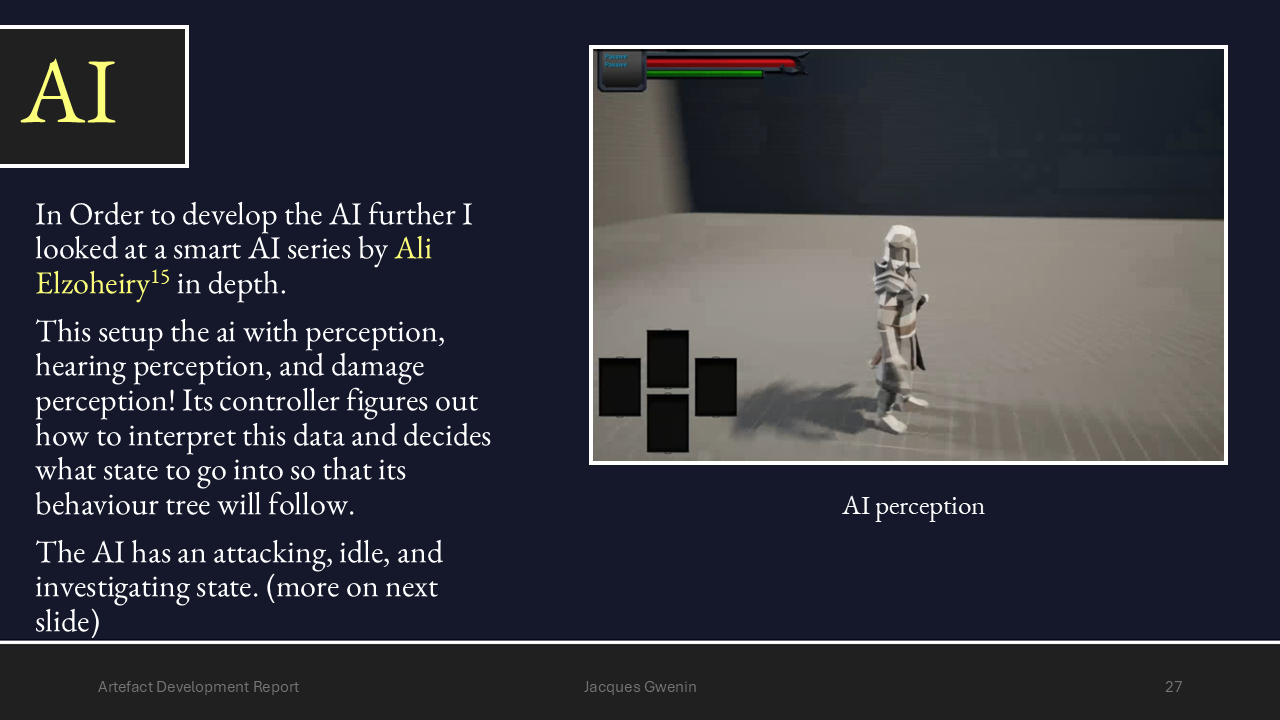 AI
In Order to develop the AI further I
looked at a smart AI series by Ali
Elzoheiry15 in depth.
This setup the ai with perception,
hearing perception, and damage
perception! Its controller figures out
how to interpret this data and decides
what state to go into so that its
behaviour tree will follow.
The AI has an attacking, idle, and
investigating state. (more on next
slide)
Passive
Passive
AI perception
Artefact Development Report
Jacques Gwenin
27